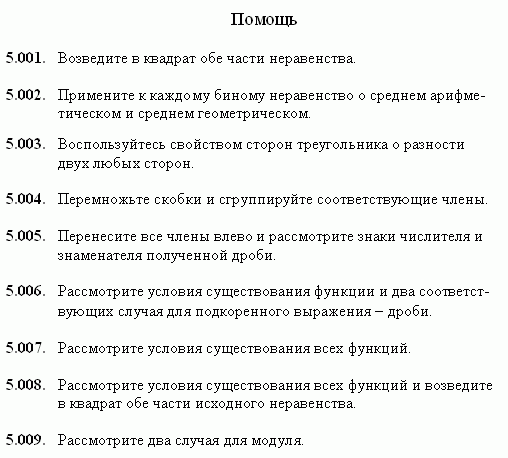 Помощь
5.001. Возведите в квадрат обе части неравенства.
5.002. Примените к каждому биному неравенство о среднем арифме-
тическом и среднем геометрическом.
5.003. Воспользуйтесь свойством сторон треугольника о разности
двух любых сторон.
5.004. Перемножьте скобки и сгруппируйте соответствующие члены.
5.005. Перенесите все члены влево и рассмотрите знаки числителя и
знаменателя полученной дроби.
5.006. Рассмотрите условия существования функции и два соответст-
вующих случая для подкоренного выражения – дроби.
5.007. Рассмотрите условия существования всех функций.
5.008. Рассмотрите условия существования всех функций и возведите
в квадрат обе части исходного неравенства.
5.009. Рассмотрите два случая для модуля.